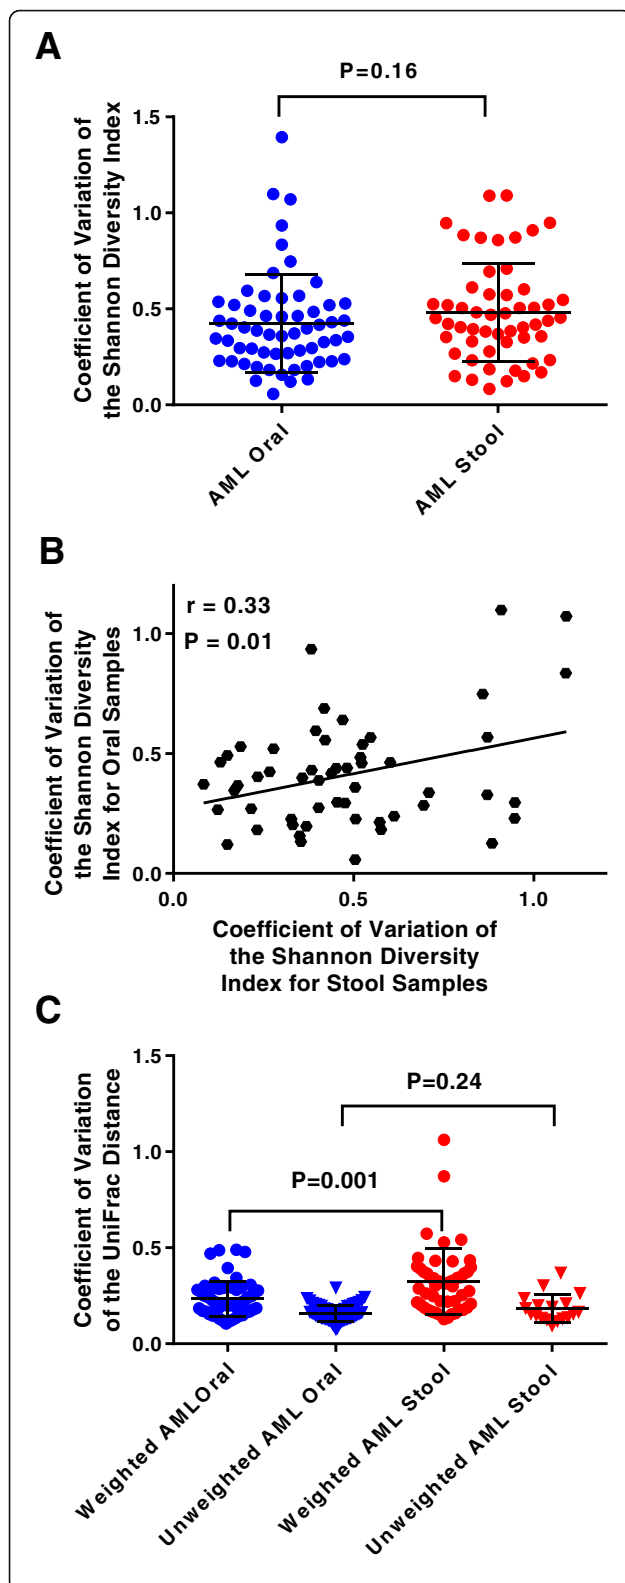 A
P=0.16
Coefficient of Variation of
the Shannon Diversity Index
1.5
1.0
0.5
0.0
AML Oral
AML Stool
B
r = 0.33
P = 0.01
Coefficient of Variation of
the Shannon Diversity
Index for Oral Samples
1.0
0.5
0.0
0.0
0.5
1.0
Coefficient of Variation of
the Shannon Diversity
Index for Stool Samples
C
Coefficient of Variation
of the UniFrac Distance
1.5
1.0
0.5
0.0
P=0.24
P=0.001
Weighted AMLOral
Unweighted AML Oral
Weighted AML Stool
Unweighted AML Stool